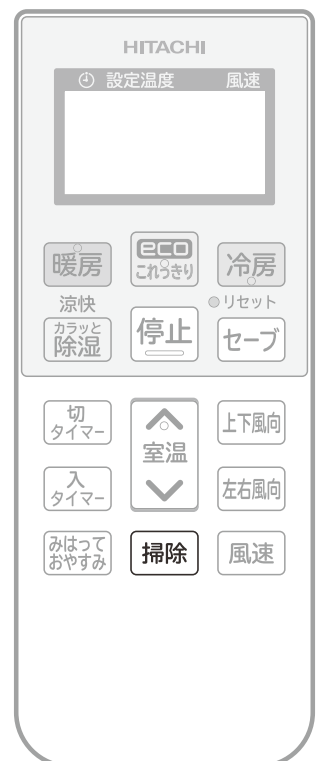 HITACHI
設定温度 風速
暖房
eco
これっきり
冷房
涼快
カラッと
除湿
停止
リセット
セーブ
切
タイマー
室温
上下風向
入
タイマー
左右風向
みはって
おやすみ
掃除
風速